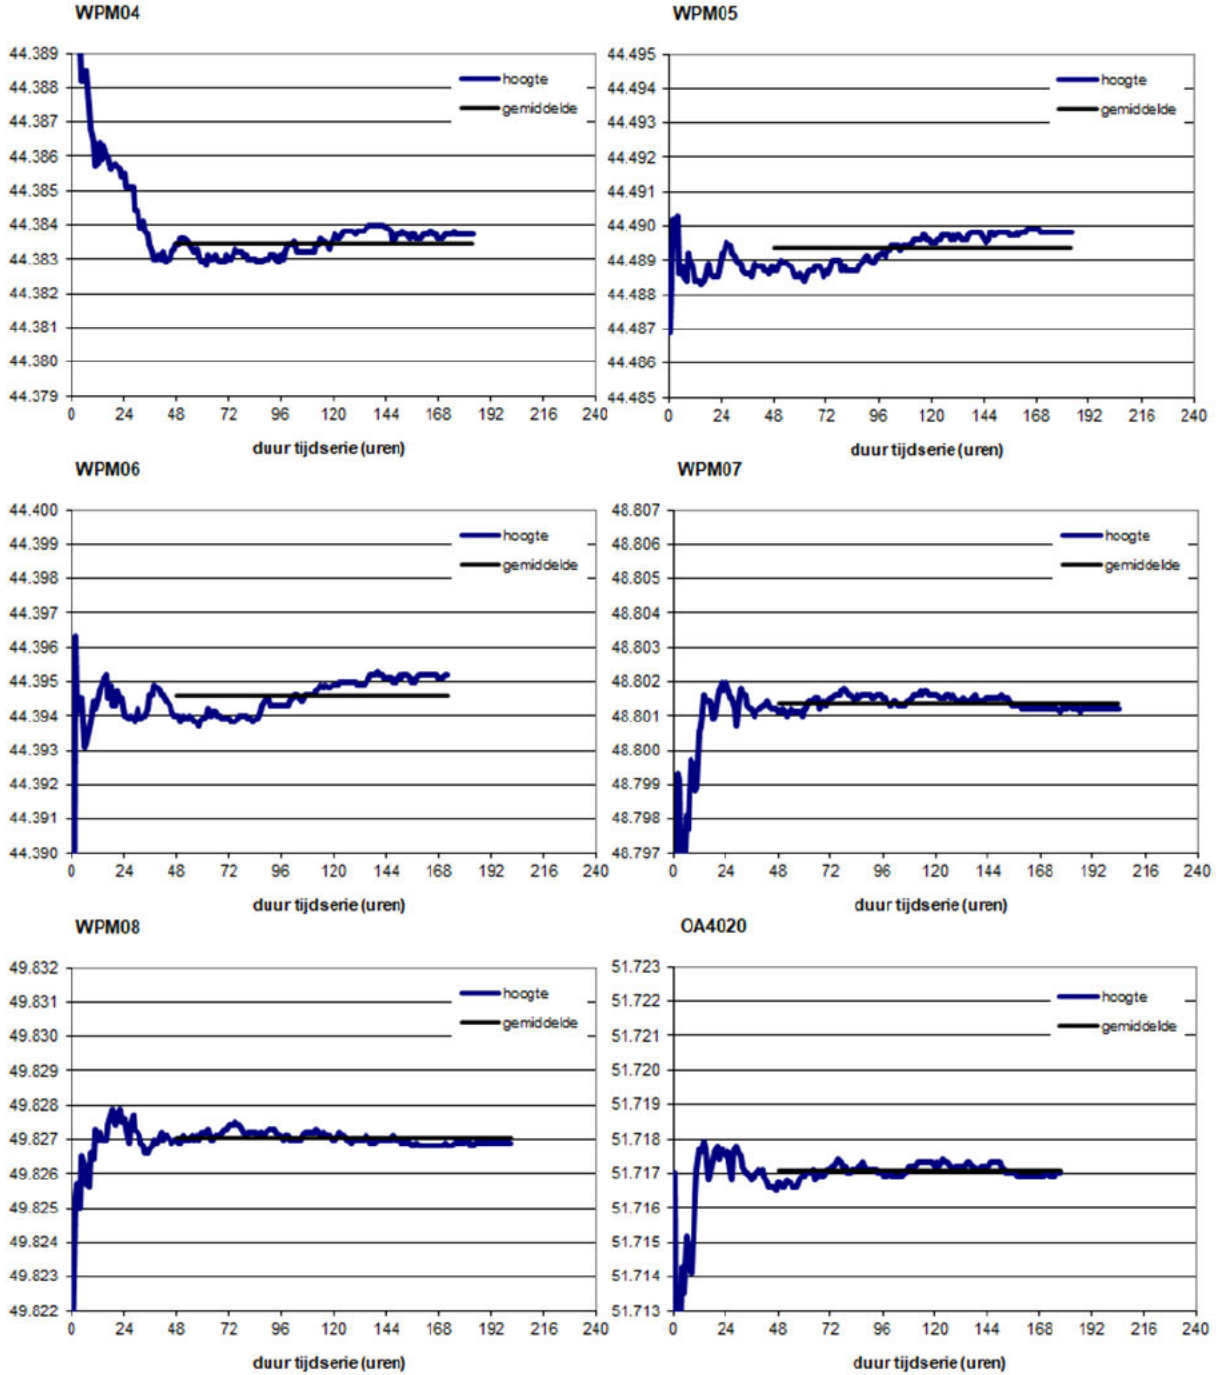 WPM04
44.389
44.388
44.387
44.386
44.385
44.384
44.383
44.382
44.381
44.380
44.379
hoogte
gemiddelde
0 24 48 72 96 120 144 168 192 216 240
duur tijdserie (uren)
WPM05
44.495
44.494
44.493
44.492
44.491
44.490
44.489
44.488
44.487
44.486
44.485
hoogte
gemiddelde
0 24 48 72 96 120 144 168 192 216 240
duur tijdserie (uren)
WPM06
44.400
44.399
44.398
44.397
44.396
44.395
44.394
44.393
44.392
44.391
44.390
hoogte
gemiddelde
0 24 48 72 96 120 144 168 192 216 240
duur tijdserie (uren)
WPM07
48.807
48.806
48.805
48.804
48.803
48.802
48.801
48.800
48.799
48.798
48.797
hoogte
gemiddelde
0 24 48 72 96 120 144 168 192 216 240
duur tijdserie (uren)
WPM08
49.832
49.831
49.830
49.829
49.828
49.827
49.826
49.825
49.824
49.823
49.822
hoogte
gemiddelde
0 24 48 72 96 120 144 168 192 216 240
duur tijdserie (uren)
OA4020
51.723
51.722
51.721
51.720
51.719
51.718
51.717
51.716
51.715
51.714
51.713
hoogte
gemiddelde
0 24 48 72 96 120 144 168 192 216 240
duur tijdserie (uren)